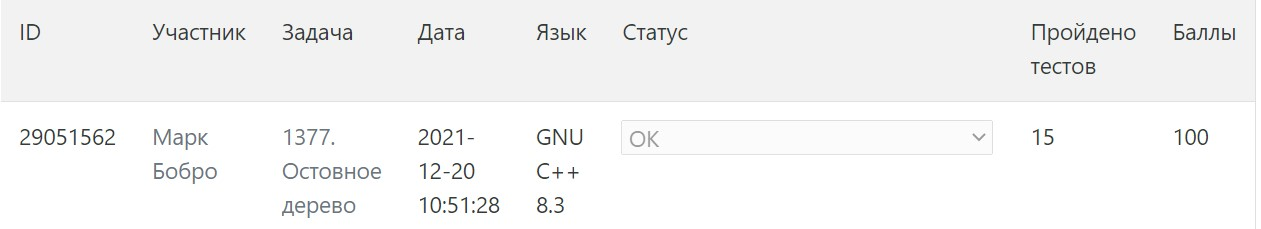 ID Участник Задача Дата Язык Статус Пройдено Баллы
тестов
29051562 Марк 1377. 2021- GNU OK 15 100
Бобро Остовное 12-20 C++
дерево 10:51:28 8.3